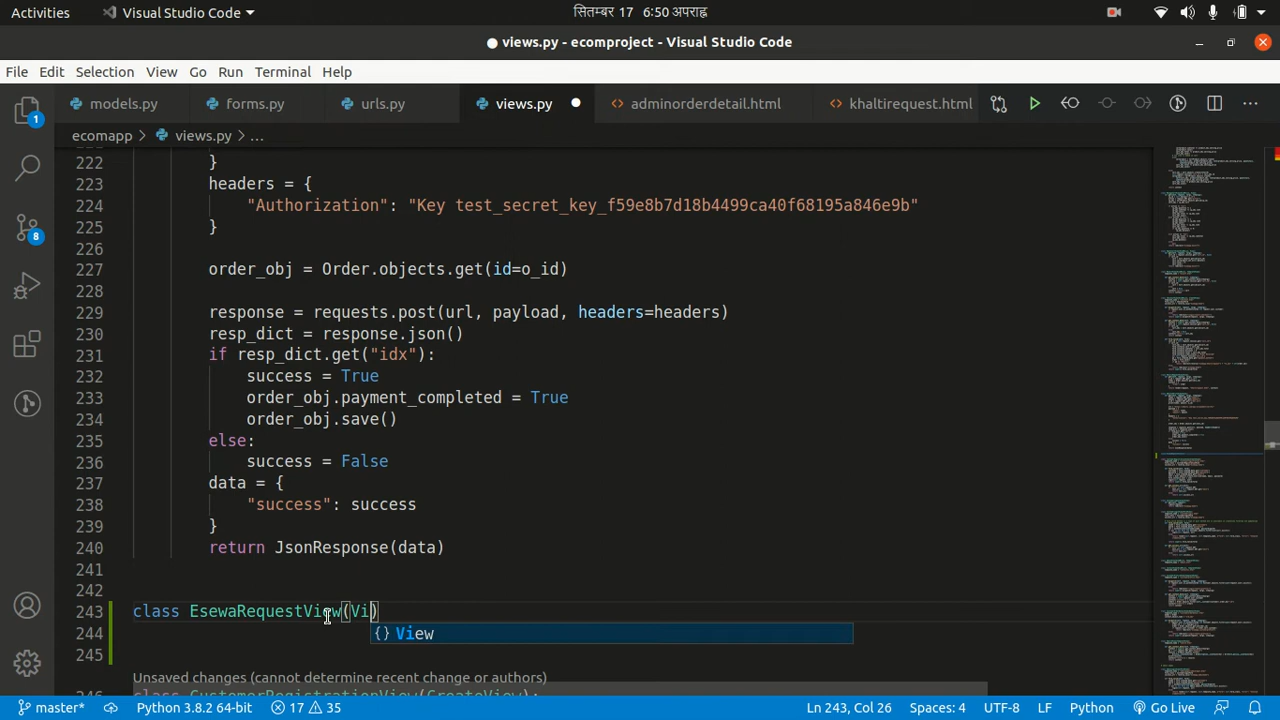 Activities Visual Studio Code सितम्बर 17 6:50 अपराह्न
● views.py - ecomproject - Visual Studio Code
File Edit Selection View Go Run Terminal Help
models.py forms.py urls.py views.py adminorderdetail.html khaltirequest.html
ecomapp > views.py > ...
222 }
223 headers = {
224 "Authorization": "Key test_secret_key_f59e8b7d18b4499ca40f68195a846e9b"
225 }
226
227 order_obj = Order.objects.get(id=o_id)
228
229 response = requests.post(url, payload, headers=headers)
230 resp_dict = response.json()
231 if resp_dict.get("idx"):
232 success = True
233 order_obj.payment_completed = True
234 order_obj.save()
235 else:
236 success = False
237 data = {
238 "success": success
239 }
240 return JsonResponse(data)
241
242
243 class EsewaRequestView(Vi)
244 {} View
245
Unsaved changes (cannot determine recent change or authors)
246 class CustomerRegistrationView(CreateView):
master* Python 3.8.2 64-bit 17 35 Ln 243, Col 26 Spaces: 4 UTF-8 LF Python Go Live
1
8